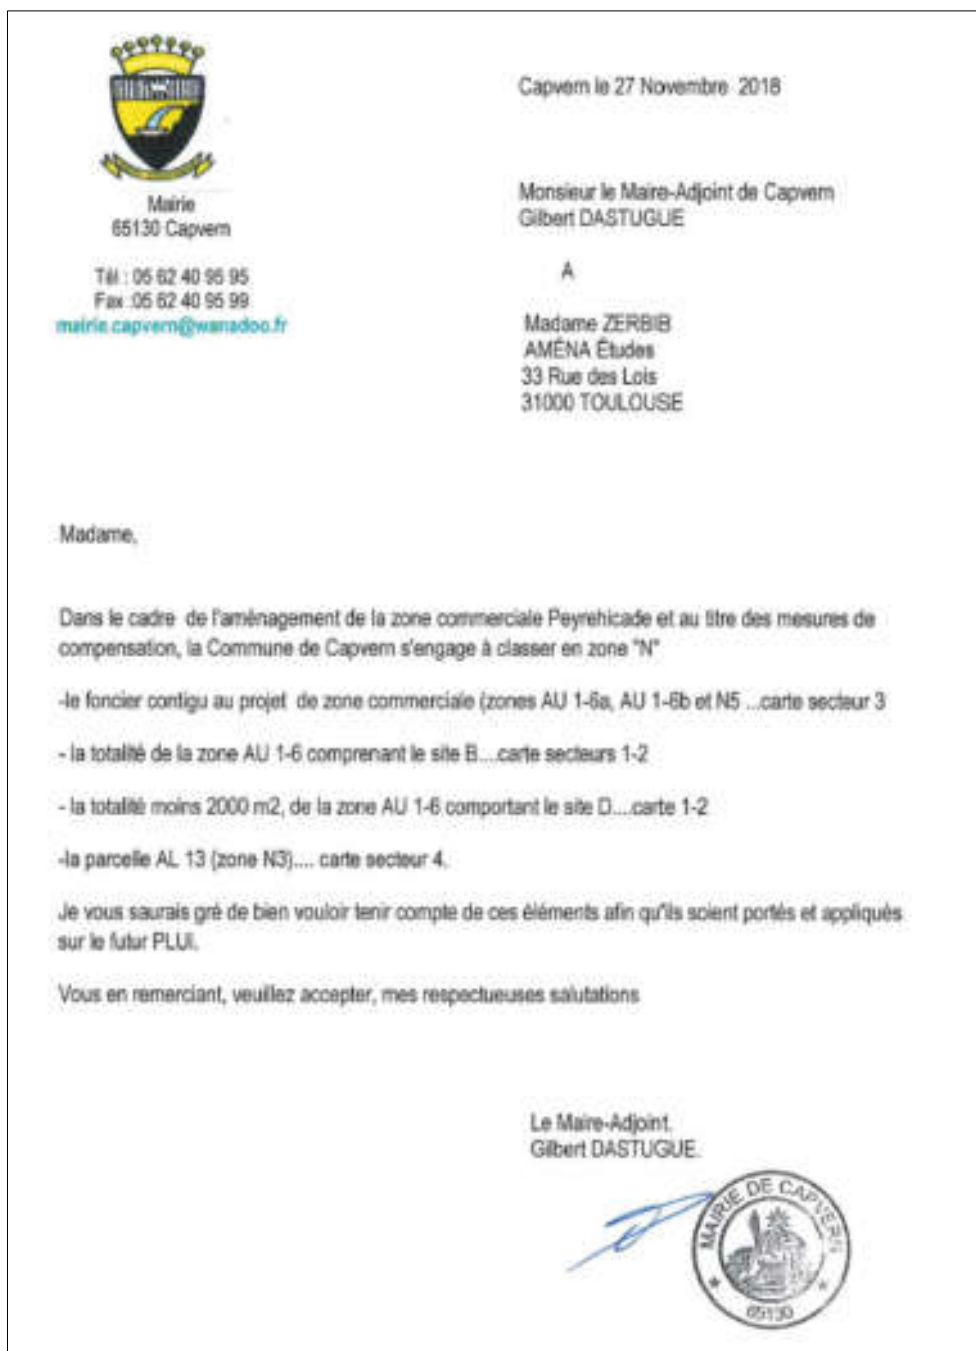 Mairie
65130 Capvern
Tél : 05 62 40 95 95
Fax :05 62 40 95 99
mairie.capvern@wanadoo.fr
Capvern le 27 Novembre 2018
Monsieur le Maire-Adjoint de Capvern
Gilbert DASTUGUE
A
Madame ZERBIB
AMÉNA Études
33 Rue des Lois
31000 TOULOUSE
Madame,
Dans le cadre de l'aménagement de la zone commerciale Peyrehicade et au titre des mesures de
compensation, la Commune de Capvern s'engage à classer en zone "N"
-le foncier contigu au projet de zone commerciale (zones AU 1-6a, AU 1-6b et N5 ...carte secteur 3
- la totalité de la zone AU 1-6 comprenant le site B....carte secteurs 1-2
- la totalité moins 2000 m2, de la zone AU 1-6 comportant le site D....carte 1-2
-la parcelle AL 13 (zone N3).... carte secteur 4.
Je vous saurais gré de bien vouloir tenir compte de ces éléments afin qu"ils soient portés et appliqués
sur le futur PLUi.
Vous en remerciant, veuillez accepter, mes respectueuses salutations
Le Maire-Adjoint.
Gilbert DASTUGUE.
MAIRIE DE CAPVERN
65130